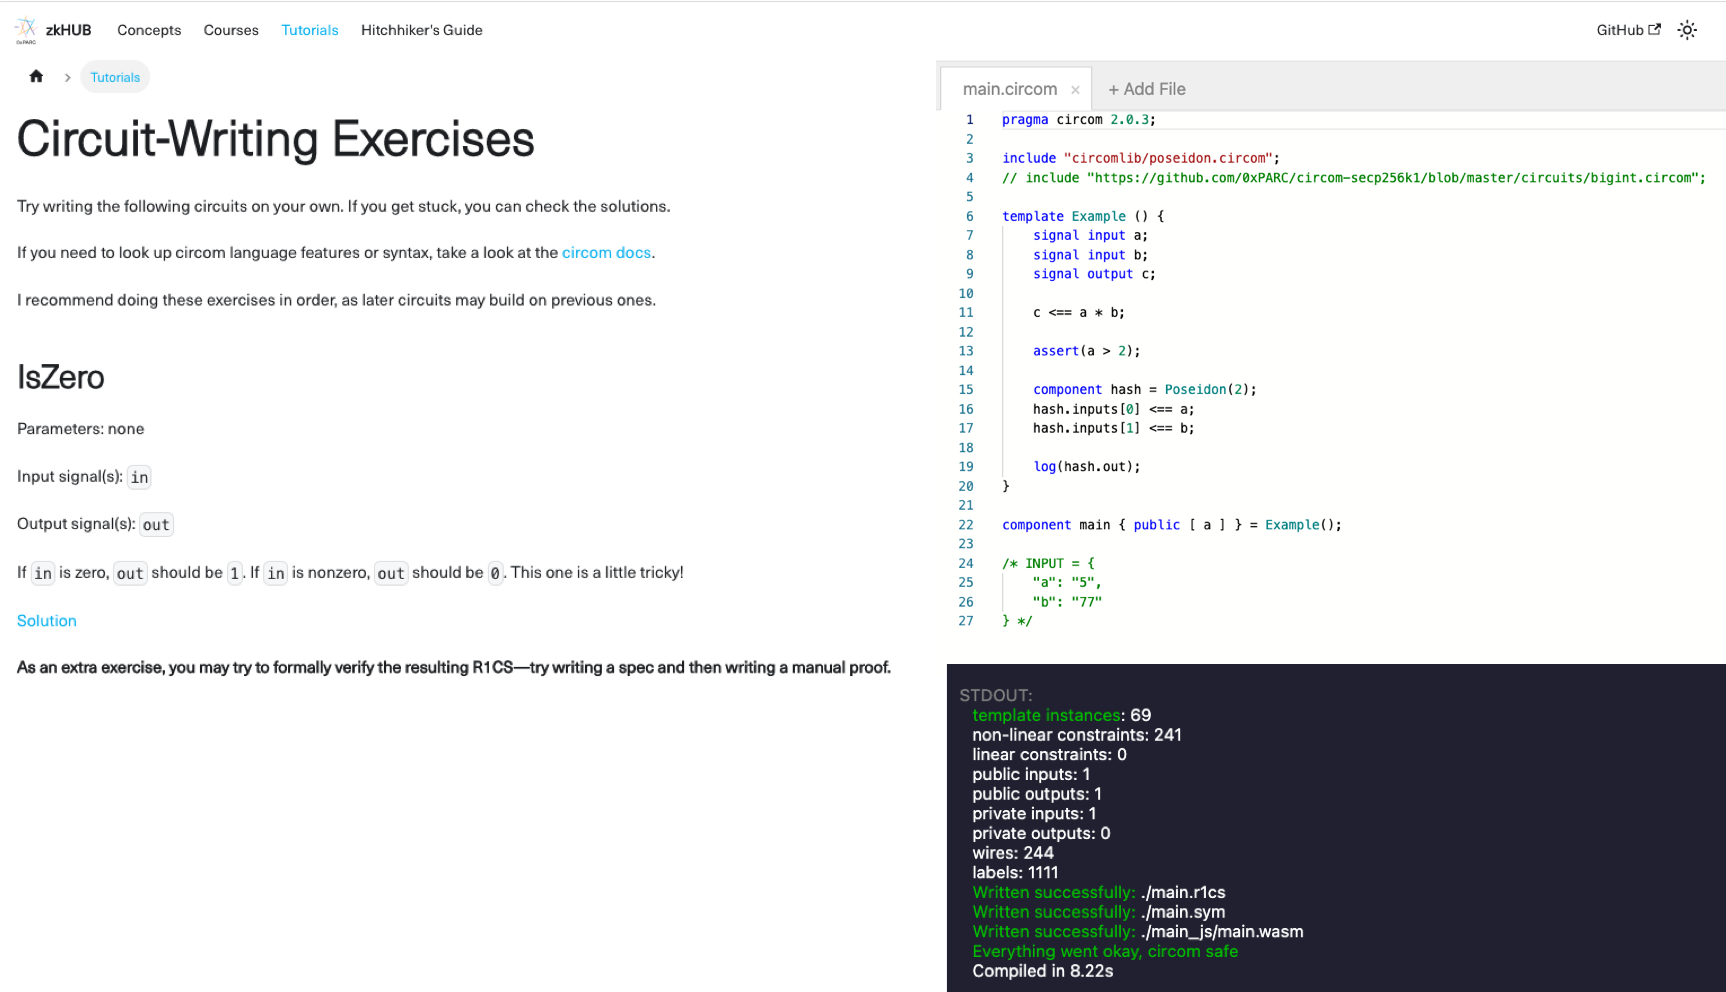 zkHUB Concepts Courses Tutorials Hitchhiker's Guide GitHub
0xPARC
Tutorials
Circuit-Writing Exercises
Try writing the following circuits on your own. If you get stuck, you can check the solutions.
If you need to look up circom language features or syntax, take a look at the circom docs.
I recommend doing these exercises in order, as later circuits may build on previous ones.
IsZero
Parameters: none
Input signal(s): in
Output signal(s): out
If in is zero, out should be 1. If in is nonzero, out should be 0. This one is a little tricky!
Solution
As an extra exercise, you may try to formally verify the resulting R1CS—try writing a spec and then writing a manual proof.
main.circom × + Add File
1 pragma circom 2.0.3;
2
3 include "circomlib/poseidon.circom";
4 // include "https://github.com/0xPARC/circom-secp256k1/blob/master/circuits/bigint.circom";
5
6 template Example () {
7     signal input a;
8     signal input b;
9     signal output c;
10
11     c <== a * b;
12
13     assert(a > 2);
14
15     component hash = Poseidon(2);
16     hash.inputs[0] <== a;
17     hash.inputs[1] <== b;
18
19     log(hash.out);
20 }
21
22 component main { public [ a ] } = Example();
23
24 /* INPUT = {
25     "a": "5",
26     "b": "77"
27 } */
STDOUT:
template instances: 69
non-linear constraints: 241
linear constraints: 0
public inputs: 1
public outputs: 1
private inputs: 1
private outputs: 0
wires: 244
labels: 1111
Written successfully: ./main.r1cs
Written successfully: ./main.sym
Written successfully: ./main_js/main.wasm
Everything went okay, circom safe
Compiled in 8.22s